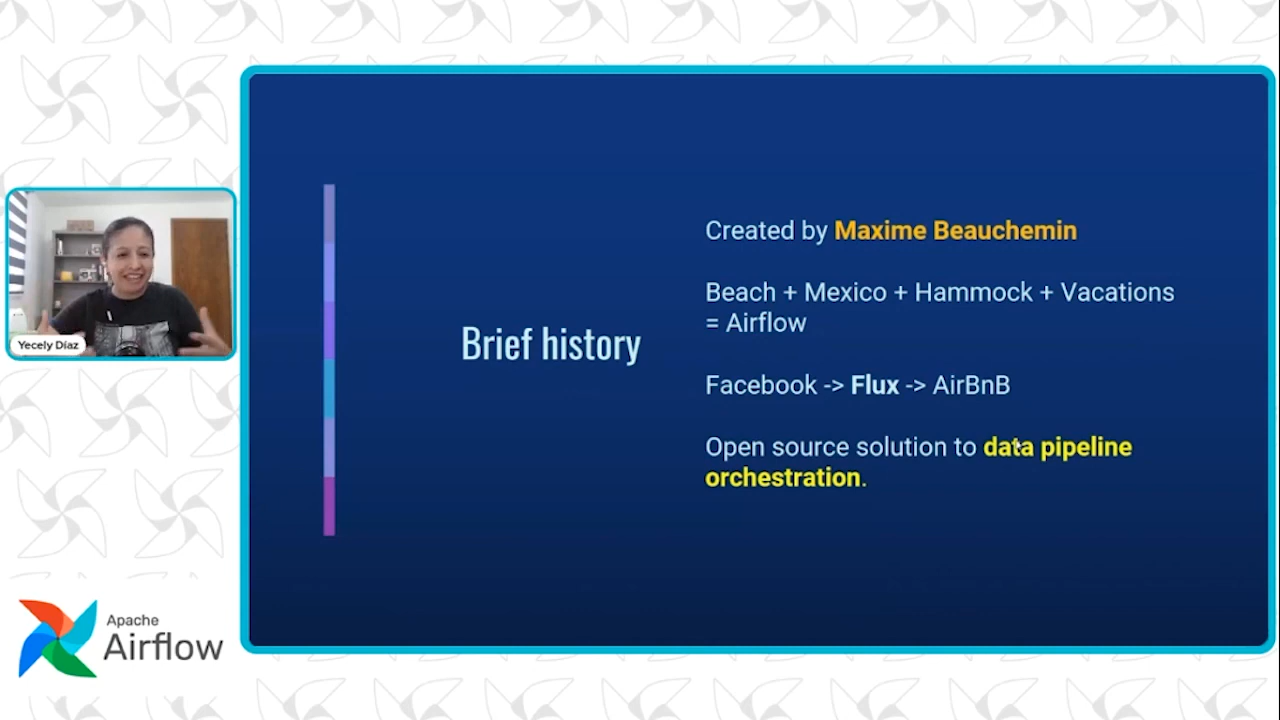 Created by Maxime Beauchemin
Beach + Mexico + Hammock + Vacations
= Airflow
Brief history
Facebook -> Flux -> AirBnB
Open source solution to data pipeline
orchestration.
Yecely Díaz
Apache
Airflow